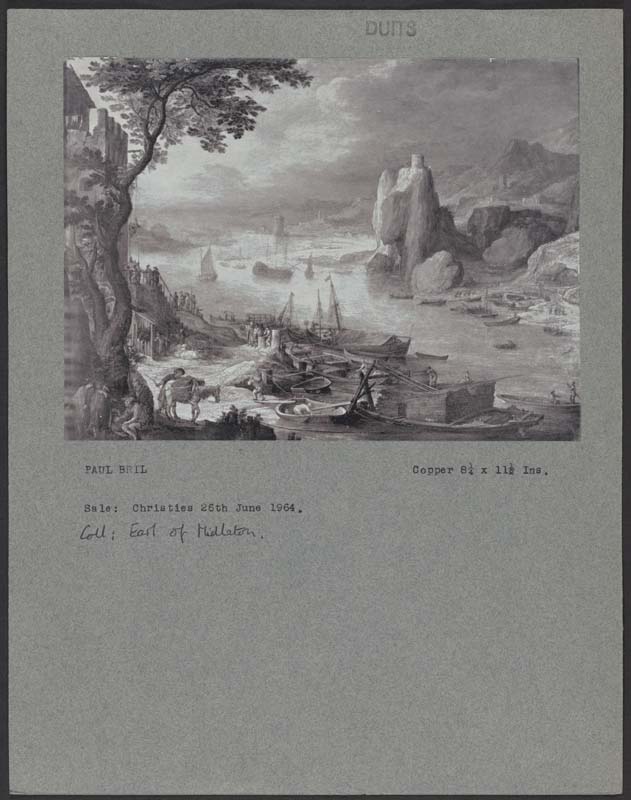 DUITS
PAUL BRIL Copper 8¼ x 11½ Ins.
Sale: Christies 26th June 1964.
Coll: Earl of Midleton.